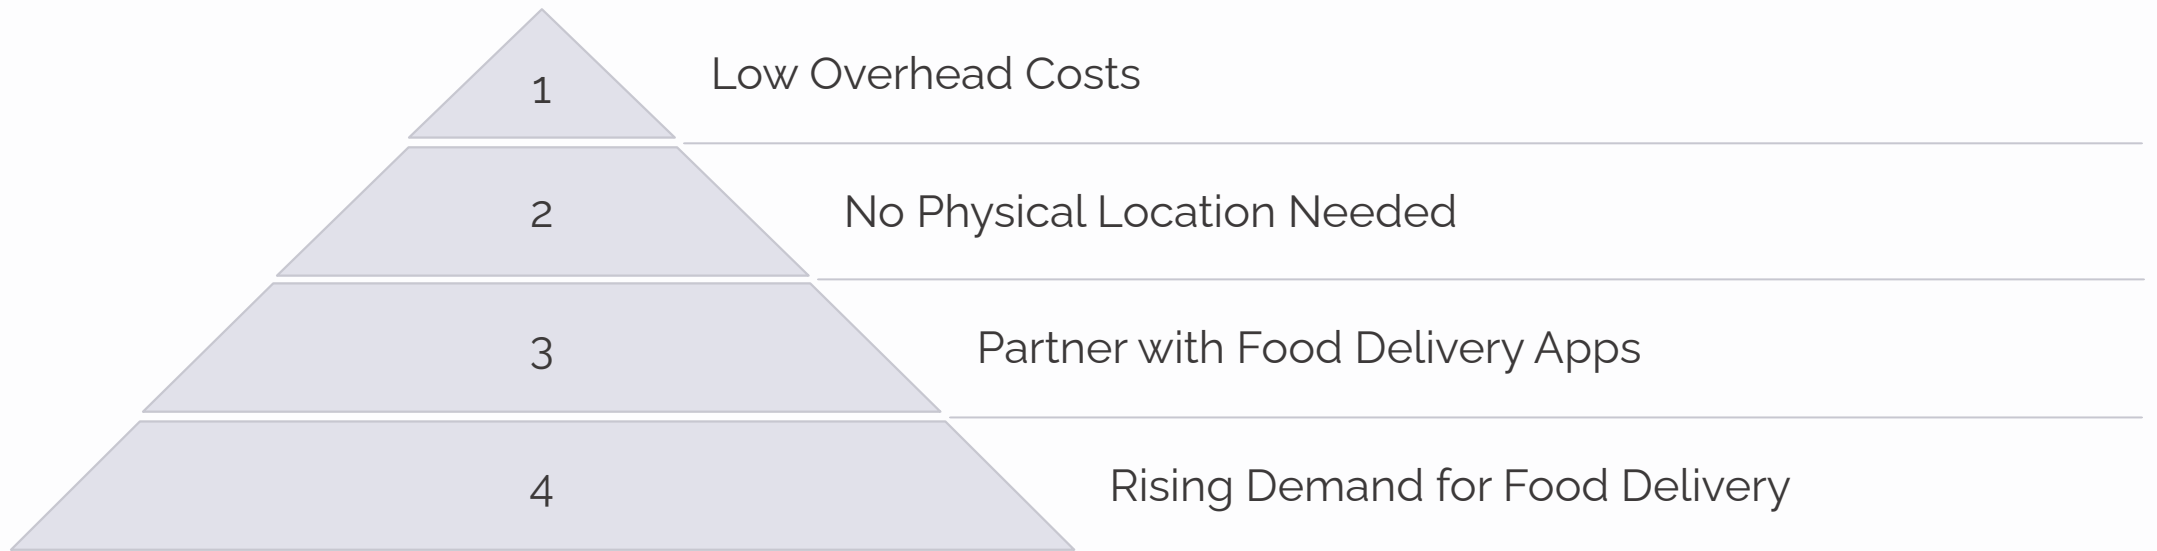 1
Low Overhead Costs
2
No Physical Location Needed
3
Partner with Food Delivery Apps
4
Rising Demand for Food Delivery